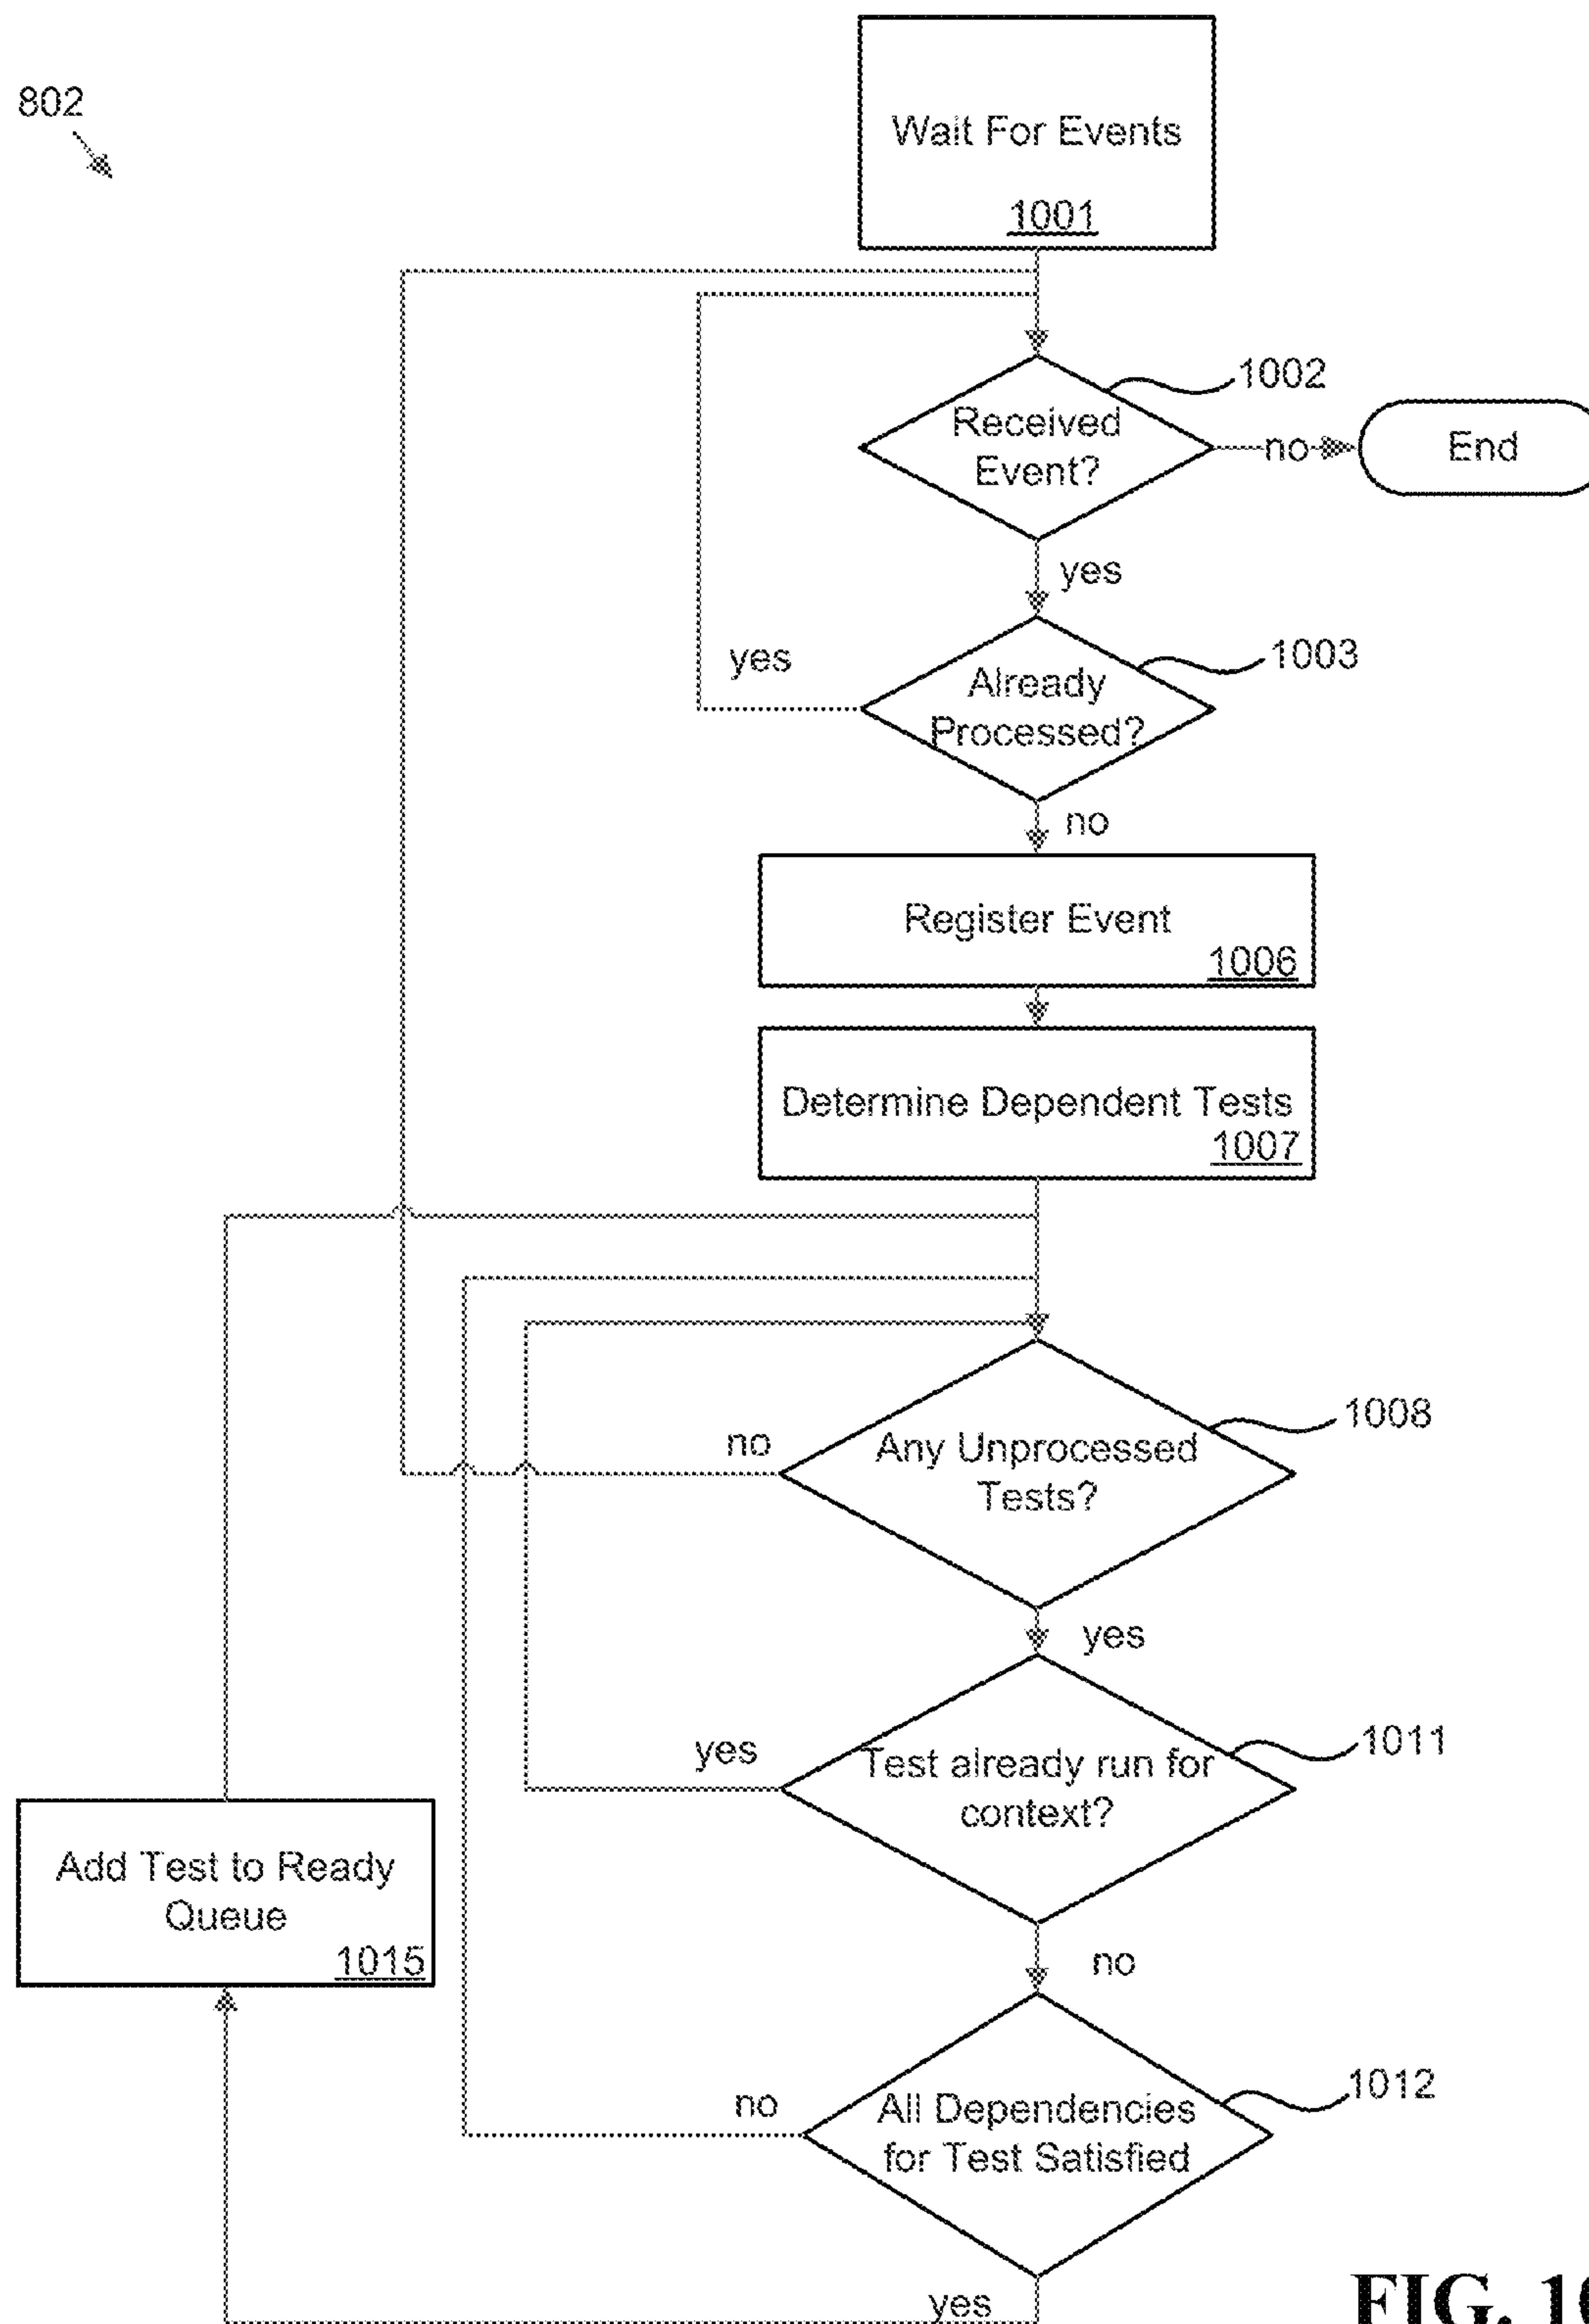 802
Wait For Events
1001
1002
Received
Event?
no
End
yes
1003
yes
Already
Processed?
no
Register Event
1006
Determine Dependent Tests
1007
1008
no
Any Unprocessed
Tests?
yes
1011
yes
Test already run for
context?
Add Test to Ready
Queue
1015
no
1012
no
All Dependencies
for Test Satisfied
yes
FIG.